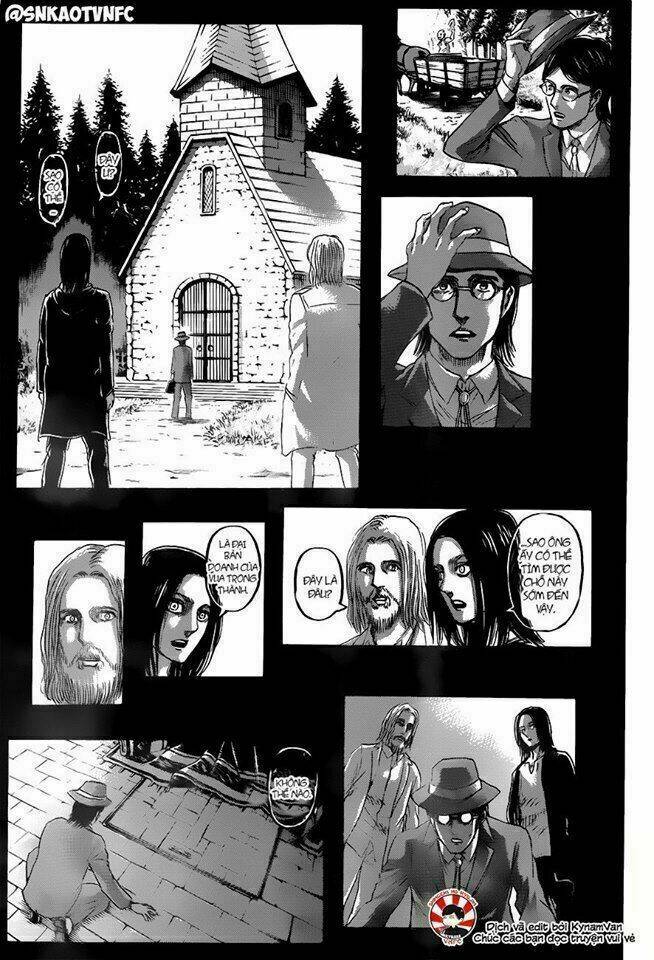 @SNKAOTVNFC
ĐÂY
LÀ?
SAO
CÓ
THỂ
...
...SAO ÔNG
ẤY CÓ THỂ
TÌM ĐƯỢC
CHỖ NÀY
SỚM ĐẾN
VẬY.
ĐÂY LÀ
ĐÂU?
LÀ ĐẠI
BẢN
DOANH CỦA
VUA TRONG
THÀNH.
KHÔNG
THỂ NÀO.
Dịch và edit bởi KynamVan
Chúc các bạn đọc truyện vui vẻ